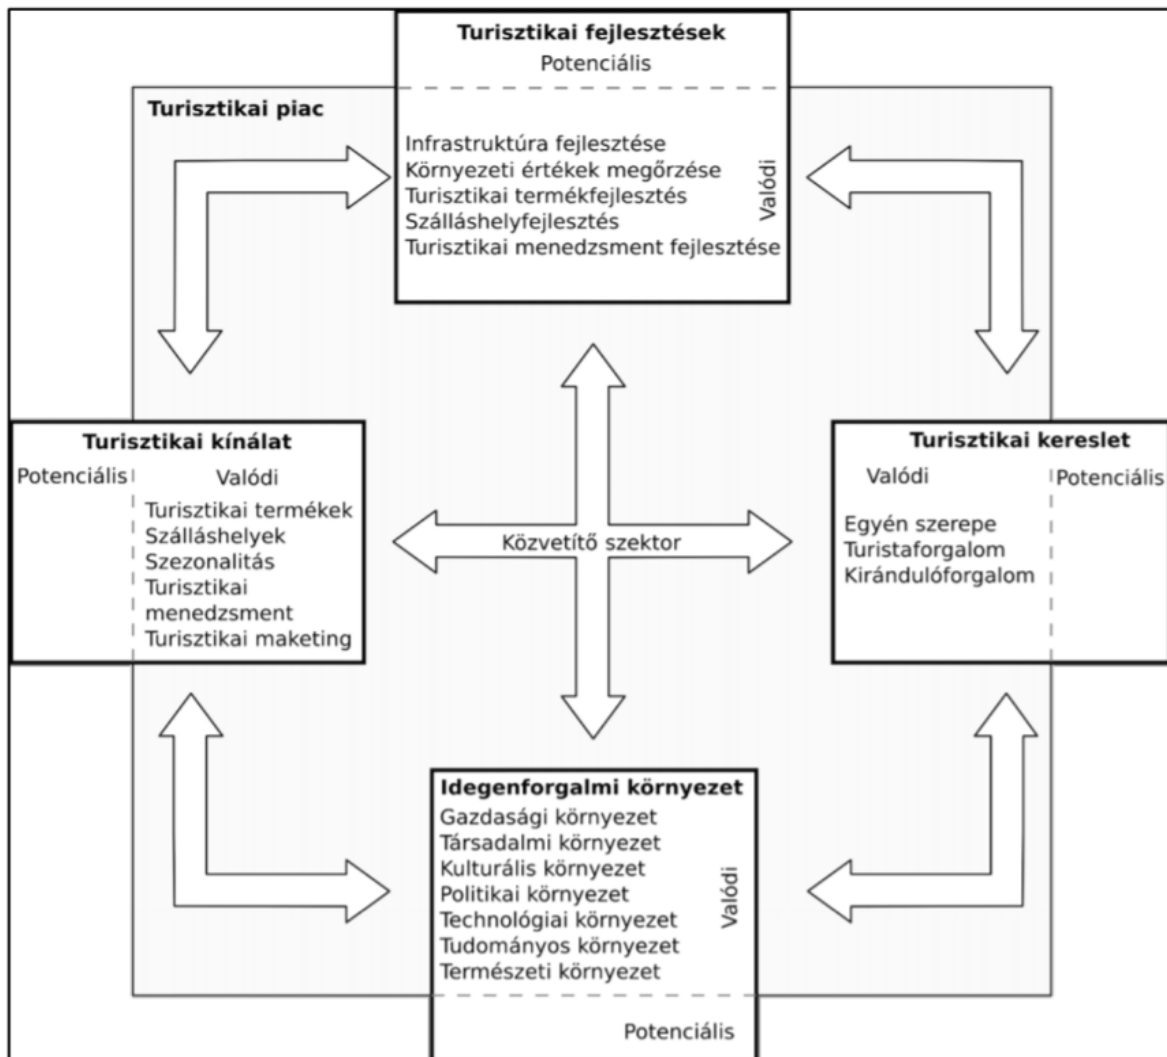 Turisztikai fejlesztések
Potenciális
Turisztikai piac
Infrastruktúra fejlesztése
Környezeti értékek megőrzése
Turisztikai termékfejlesztés
Szálláshelyfejlesztés
Turisztikai menedzsment fejlesztése
Valódi
Turisztikai kínálat
Potenciális
Valódi
Turisztikai termékek
Szálláshelyek
Szezonalitás
Turisztikai
menedzsment
Turisztikai maketing
Közvetítő szektor
Turisztikai kereslet
Valódi
Potenciális
Egyén szerepe
Turistaforgalom
Kirándulóforgalom
Idegenforgalmi környezet
Gazdasági környezet
Társadalmi környezet
Kulturális környezet
Politikai környezet
Technológiai környezet
Tudományos környezet
Természeti környezet
Valódi
Potenciális